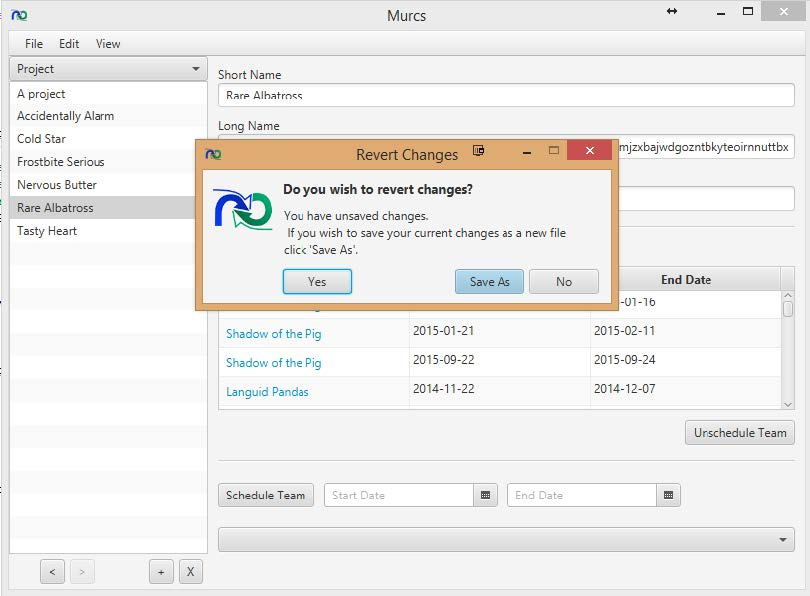 Murcs
File Edit View
Project
A project
Accidentally Alarm
Cold Star
Frostbite Serious
Nervous Butter
Rare Albatross
Tasty Heart
< > + X
Short Name
Rare Albatross
Long Name
mjzxbajwdgozntbkyteoirnnuttbx
Revert Changes
Do you wish to revert changes?
You have unsaved changes.
If you wish to save your current changes as a new file
click 'Save As'.
Yes Save As No
End Date
-01-16
Shadow of the Pig 2015-01-21 2015-02-11
Shadow of the Pig 2015-09-22 2015-09-24
Languid Pandas 2014-11-22 2014-12-07
Unschedule Team
Schedule Team Start Date End Date